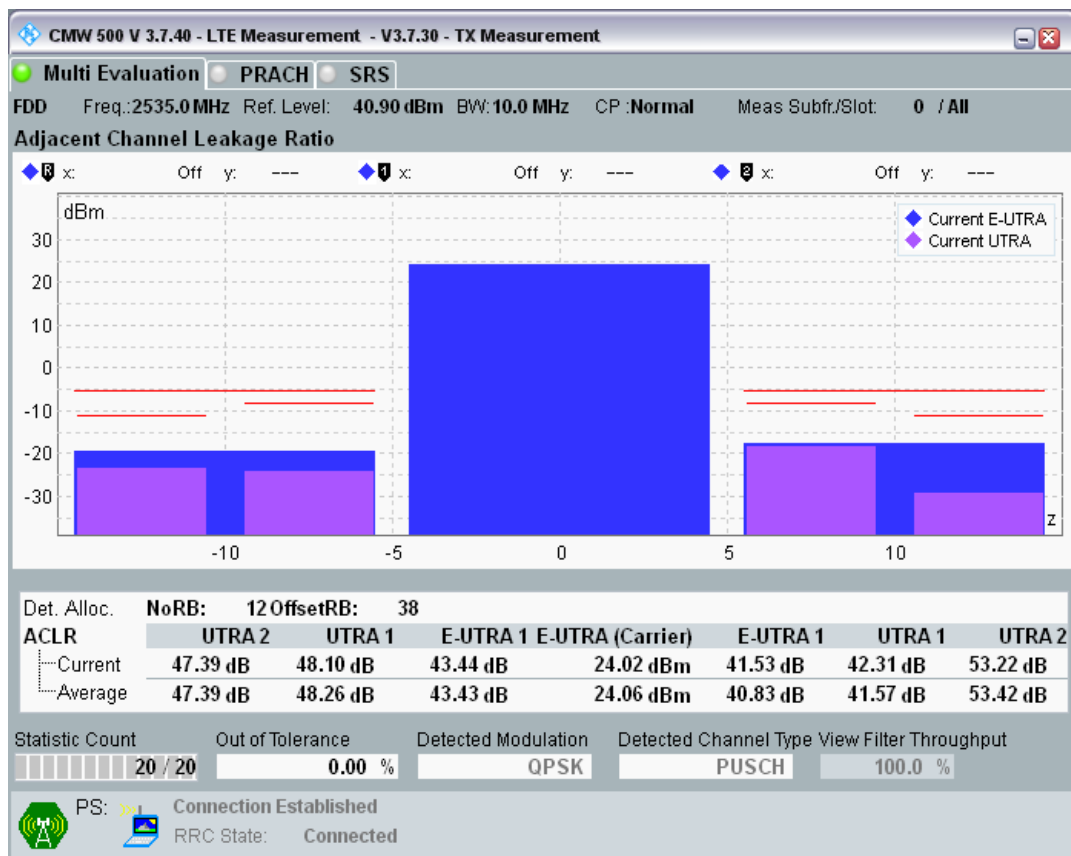 CMW 500 V 3.7.40 - LTE Measurement - V3.7.30 - TX Measurement
Multi Evaluation PRACH SRS
FDD Freq.:2535.0 MHz Ref. Level: 40.90 dBm BW:10.0 MHz CP :Normal Meas Subfr./Slot: 0 / All
Adjacent Channel Leakage Ratio
R x: Off y: --- 1 x: Off y: --- 2 x: Off y: ---
dBm
Current E-UTRA
Current UTRA
30
20
10
0
-10
-20
-30
z
-10 -5 0 5 10
Det. Alloc. NoRB: 12 OffsetRB: 38
ACLR UTRA 2 UTRA 1 E-UTRA 1 E-UTRA (Carrier) E-UTRA 1 UTRA 1 UTRA 2
Current 47.39 dB 48.10 dB 43.44 dB 24.02 dBm 41.53 dB 42.31 dB 53.22 dB
Average 47.39 dB 48.26 dB 43.43 dB 24.06 dBm 40.83 dB 41.57 dB 53.42 dB
Statistic Count Out of Tolerance Detected Modulation Detected Channel Type View Filter Throughput
20 / 20 0.00 % QPSK PUSCH 100.0 %
PS: Connection Established
RRC State: Connected